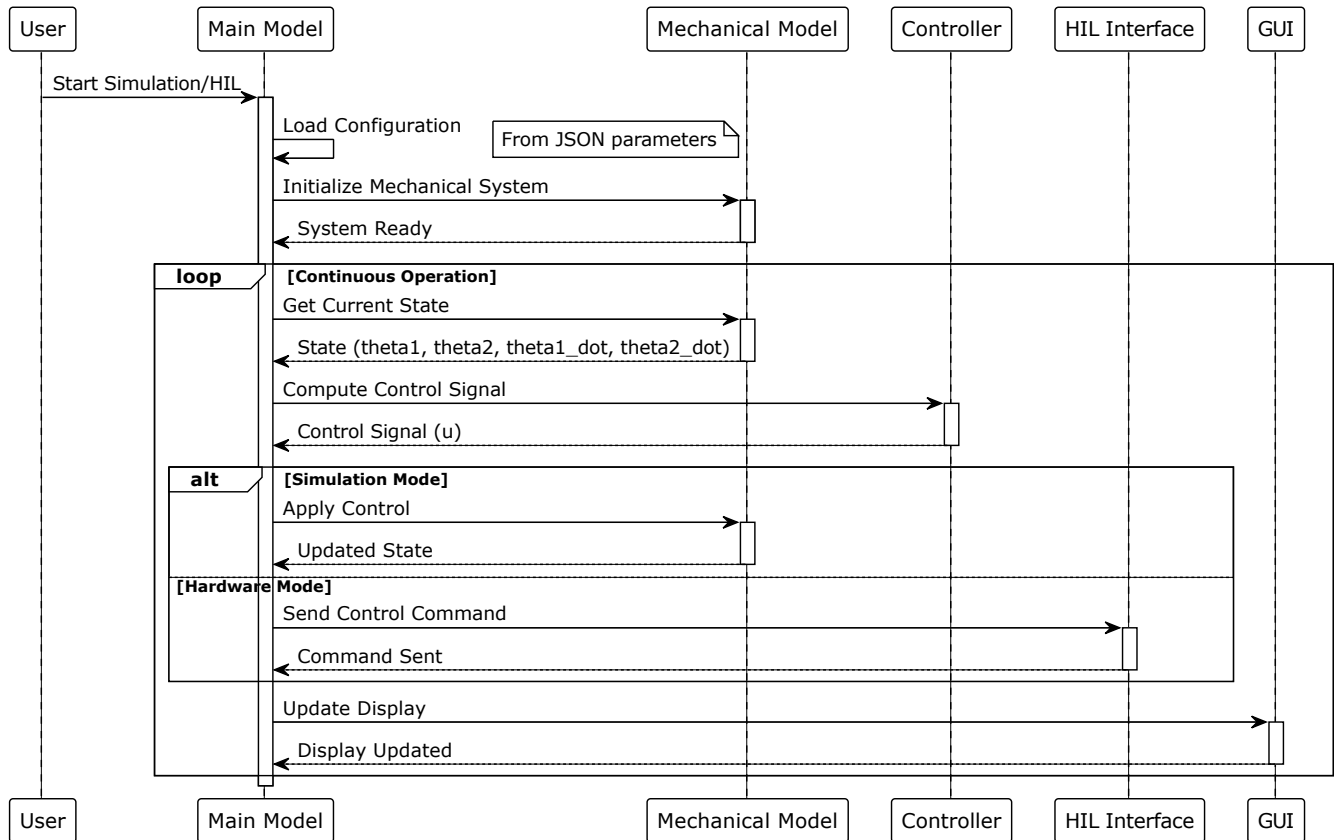 User
Main Model
Mechanical Model
Controller
HIL Interface
GUI
Start Simulation/HIL
Load Configuration
From JSON parameters
Initialize Mechanical System
System Ready
loop
[Continuous Operation]
Get Current State
State (theta1, theta2, theta1_dot, theta2_dot)
Compute Control Signal
Control Signal (u)
alt
[Simulation Mode]
Apply Control
Updated State
[Hardware Mode]
Send Control Command
Command Sent
Update Display
Display Updated
User
Main Model
Mechanical Model
Controller
HIL Interface
GUI